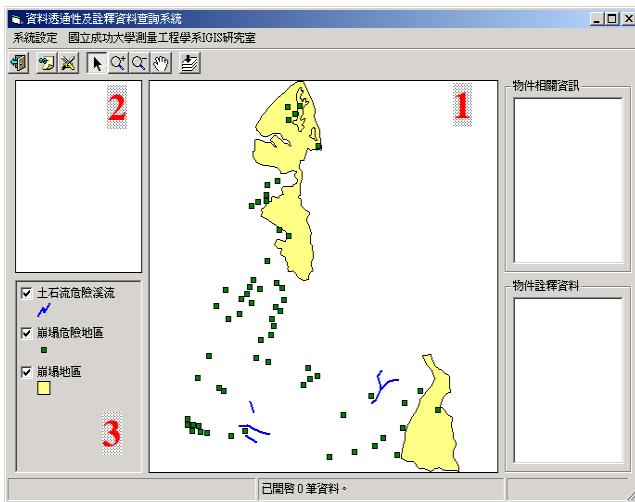 資料透通性及詮釋資料查詢系統
系統設定 國立成功大學測量工程學系IGIS研究室
2
1
物件相關資訊
土石流危險溪流
崩塌危險地區
崩塌地區
3
物件詮釋資料
已開啓 0 筆資料。